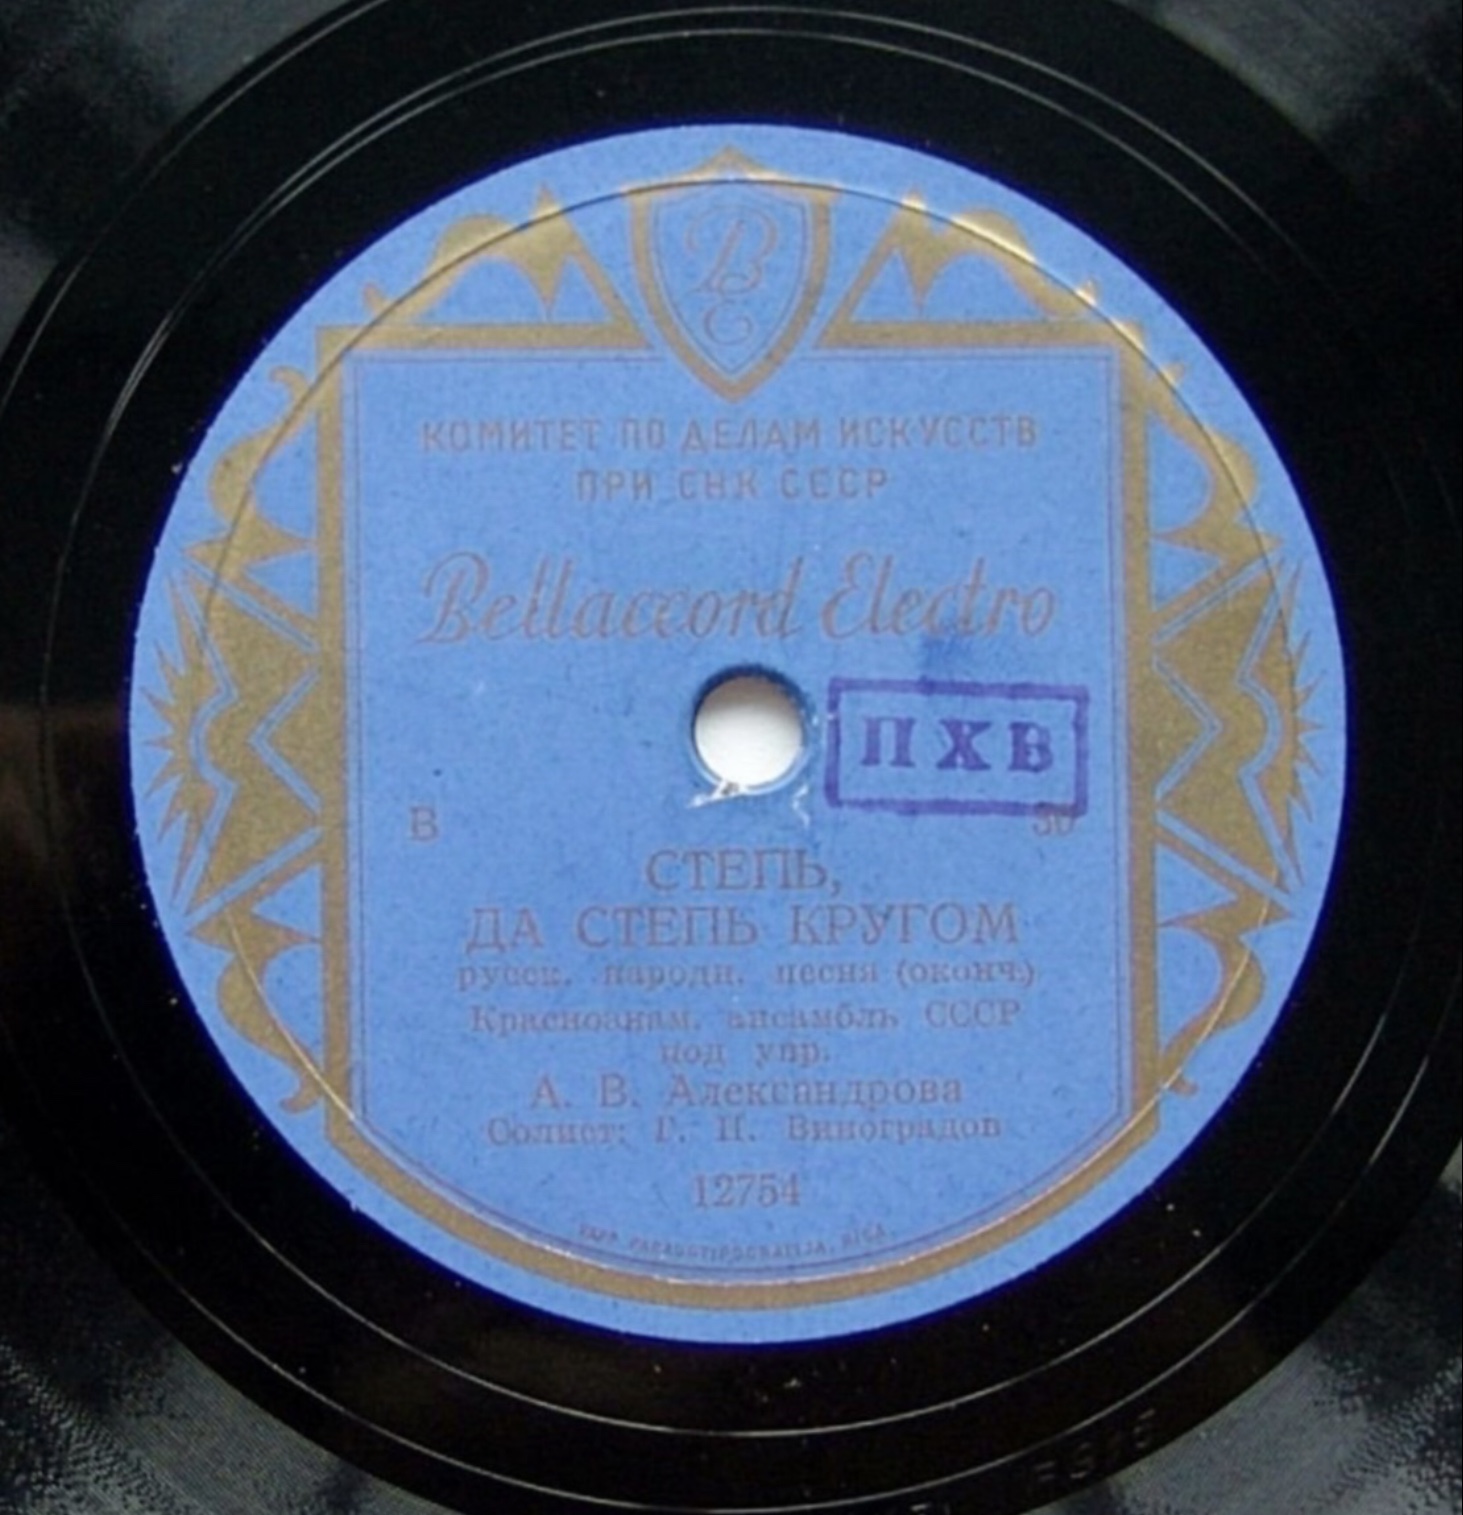 BE
КОМИТЕТ ПО ДЕЛАМ ИСКУССТВ
ПРИ СНК СССР
Bellaccord Electro
ПХВ
В 30
СТЕПЬ,
ДА СТЕПЬ КРУГОМ
русск. народн. песня (оконч.)
Краснознам. ансамбль СССР
под упр.
А. В. Александрова
Солист: Г. И. Виноградов
12754
RIGA.